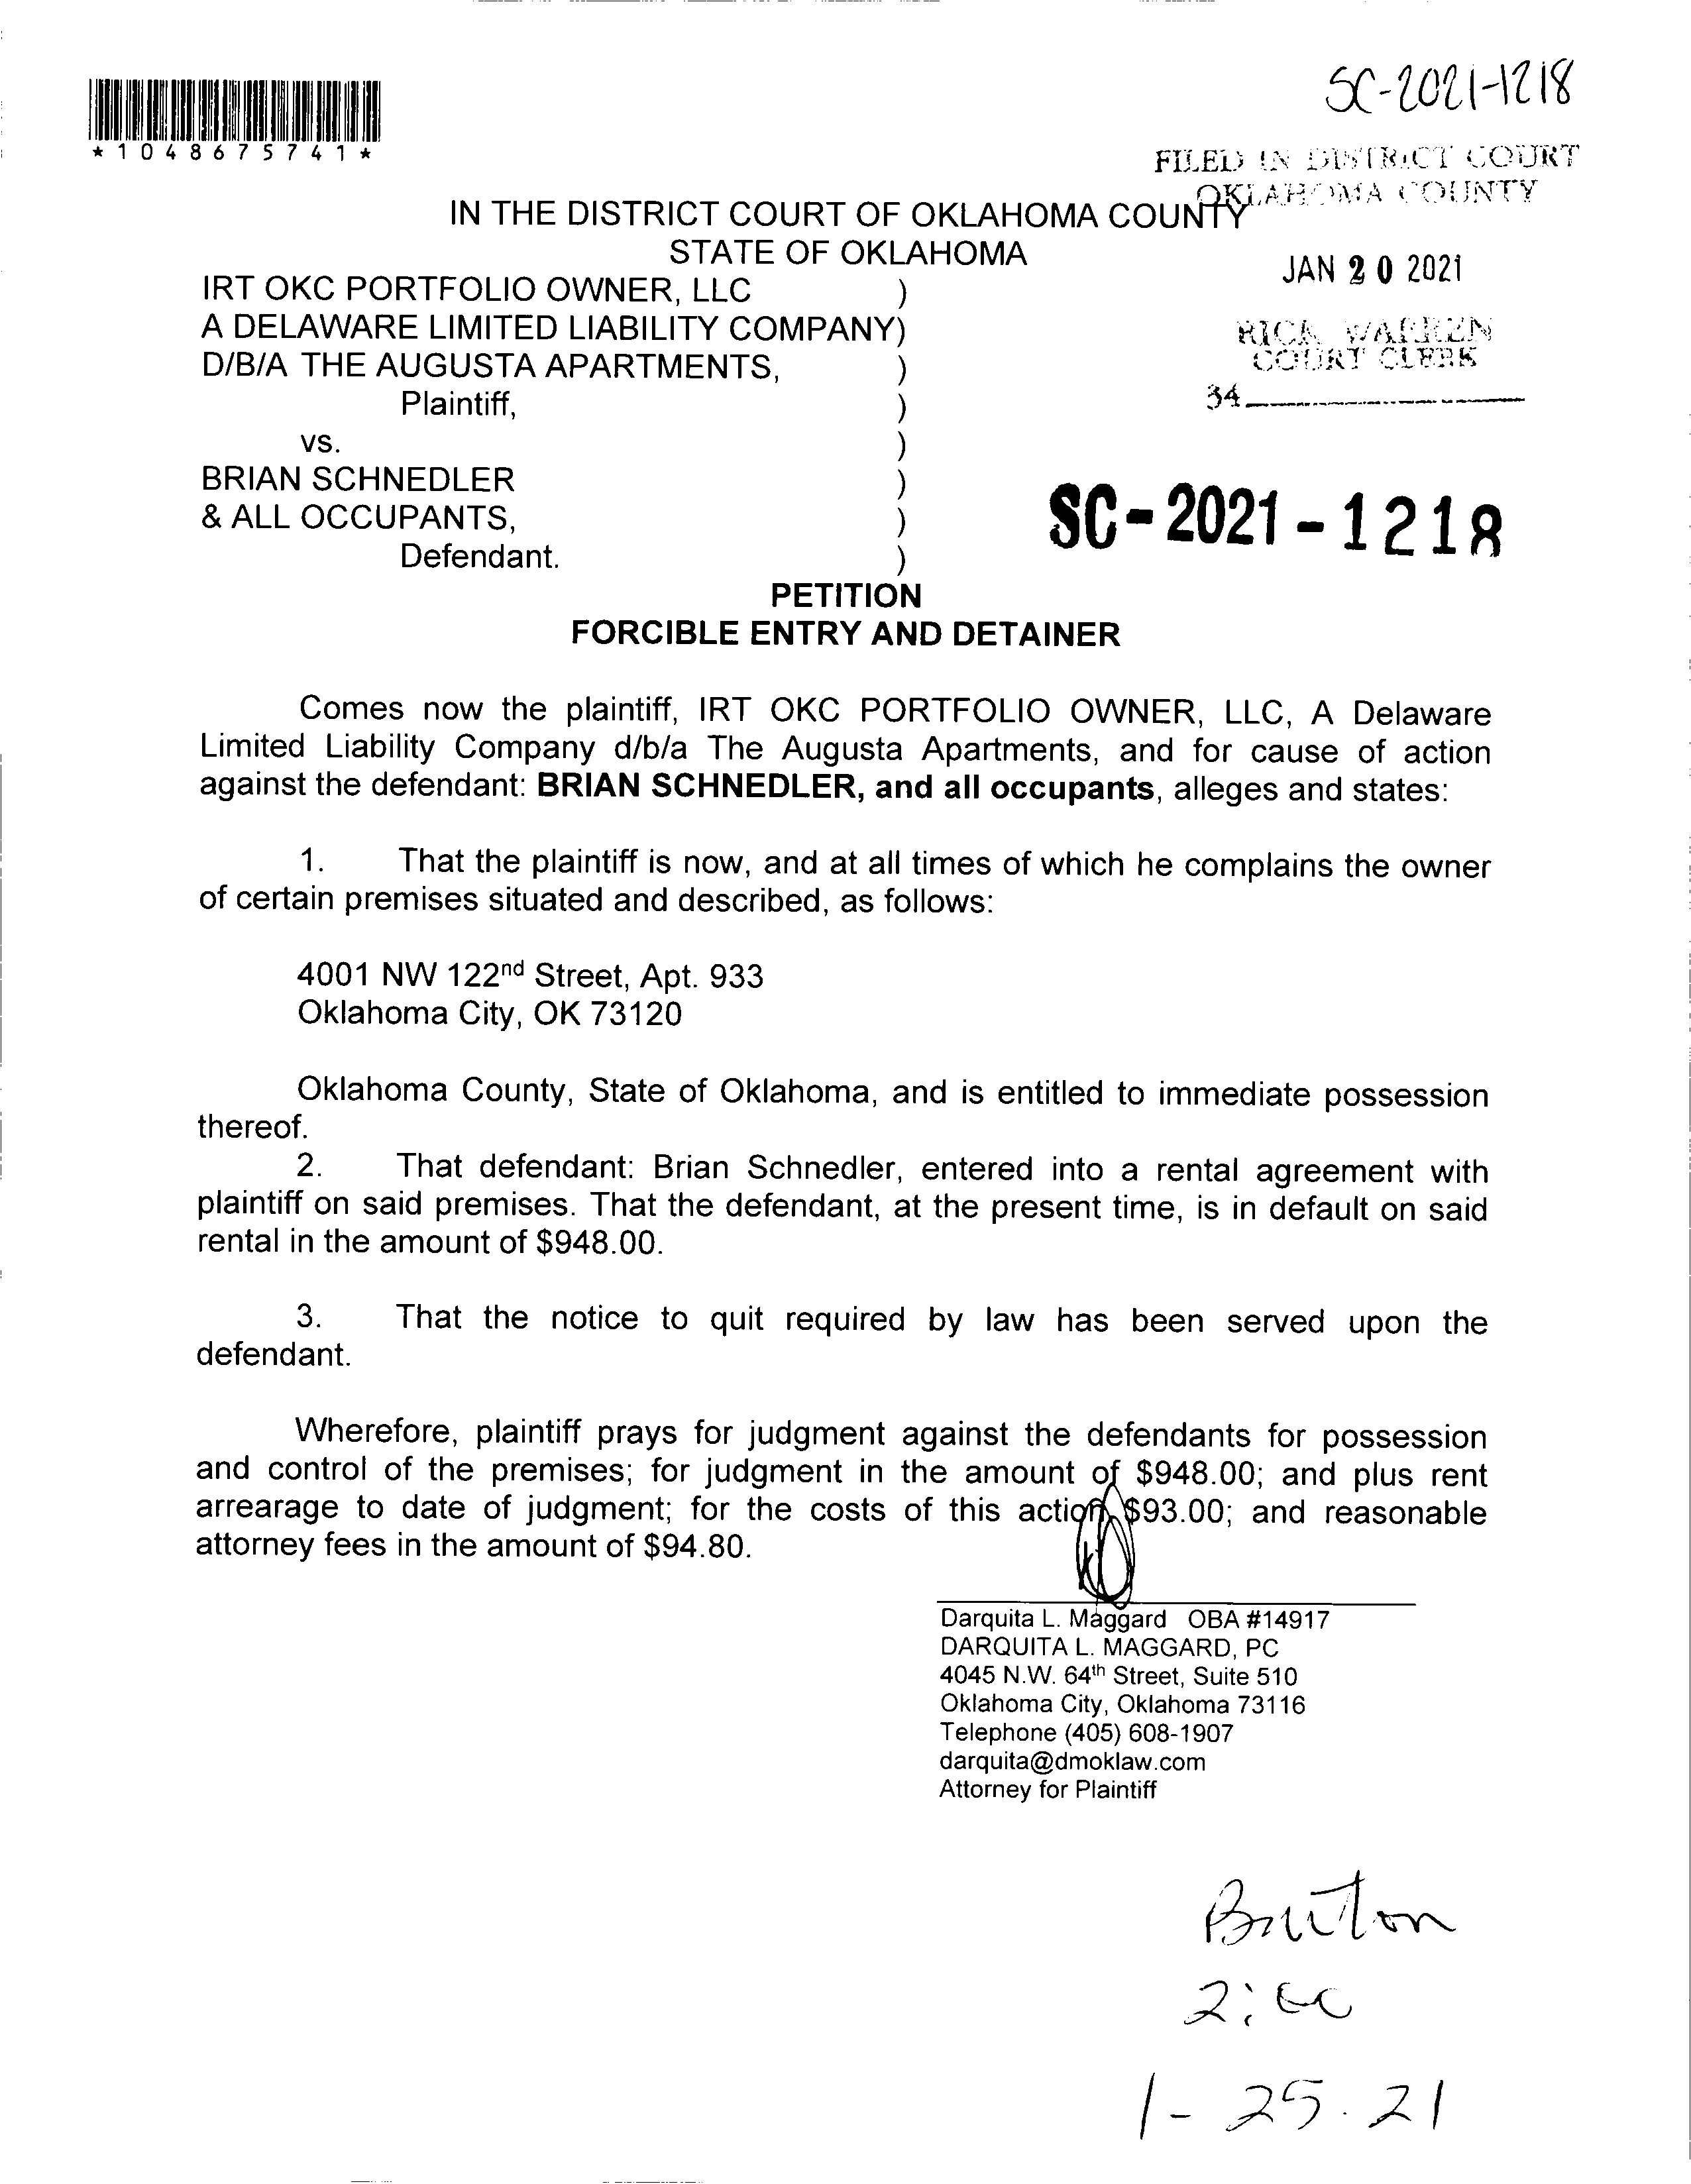 SC-2021-1218
*1048675741*
FILED IN DISTRICT COURT
OKLAHOMA COUNTY
IN THE DISTRICT COURT OF OKLAHOMA COUNTY
STATE OF OKLAHOMA
JAN 20 2021
IRT OKC PORTFOLIO OWNER, LLC )
A DELAWARE LIMITED LIABILITY COMPANY)
RICK WARREN
COURT CLERK
D/B/A THE AUGUSTA APARTMENTS, )
34
Plaintiff, )
vs. )
BRIAN SCHNEDLER )
& ALL OCCUPANTS, )
SC-2021-1218
Defendant. )
PETITION
FORCIBLE ENTRY AND DETAINER
Comes now the plaintiff, IRT OKC PORTFOLIO OWNER, LLC, A Delaware
Limited Liability Company d/b/a The Augusta Apartments, and for cause of action
against the defendant: BRIAN SCHNEDLER, and all occupants, alleges and states:
1. That the plaintiff is now, and at all times of which he complains the owner
of certain premises situated and described, as follows:
4001 NW 122nd Street, Apt. 933
Oklahoma City, OK 73120
Oklahoma County, State of Oklahoma, and is entitled to immediate possession
thereof.
2. That defendant: Brian Schnedler, entered into a rental agreement with
plaintiff on said premises. That the defendant, at the present time, is in default on said
rental in the amount of $948.00.
3. That the notice to quit required by law has been served upon the
defendant.
Wherefore, plaintiff prays for judgment against the defendants for possession
and control of the premises; for judgment in the amount of $948.00; and plus rent
arrearage to date of judgment; for the costs of this action $93.00; and reasonable
attorney fees in the amount of $94.80.
Darquita L. Maggard OBA #14917
DARQUITA L. MAGGARD, PC
4045 N.W. 64th Street, Suite 510
Oklahoma City, Oklahoma 73116
Telephone (405) 608-1907
darquita@dmoklaw.com
Attorney for Plaintiff
1-25.21